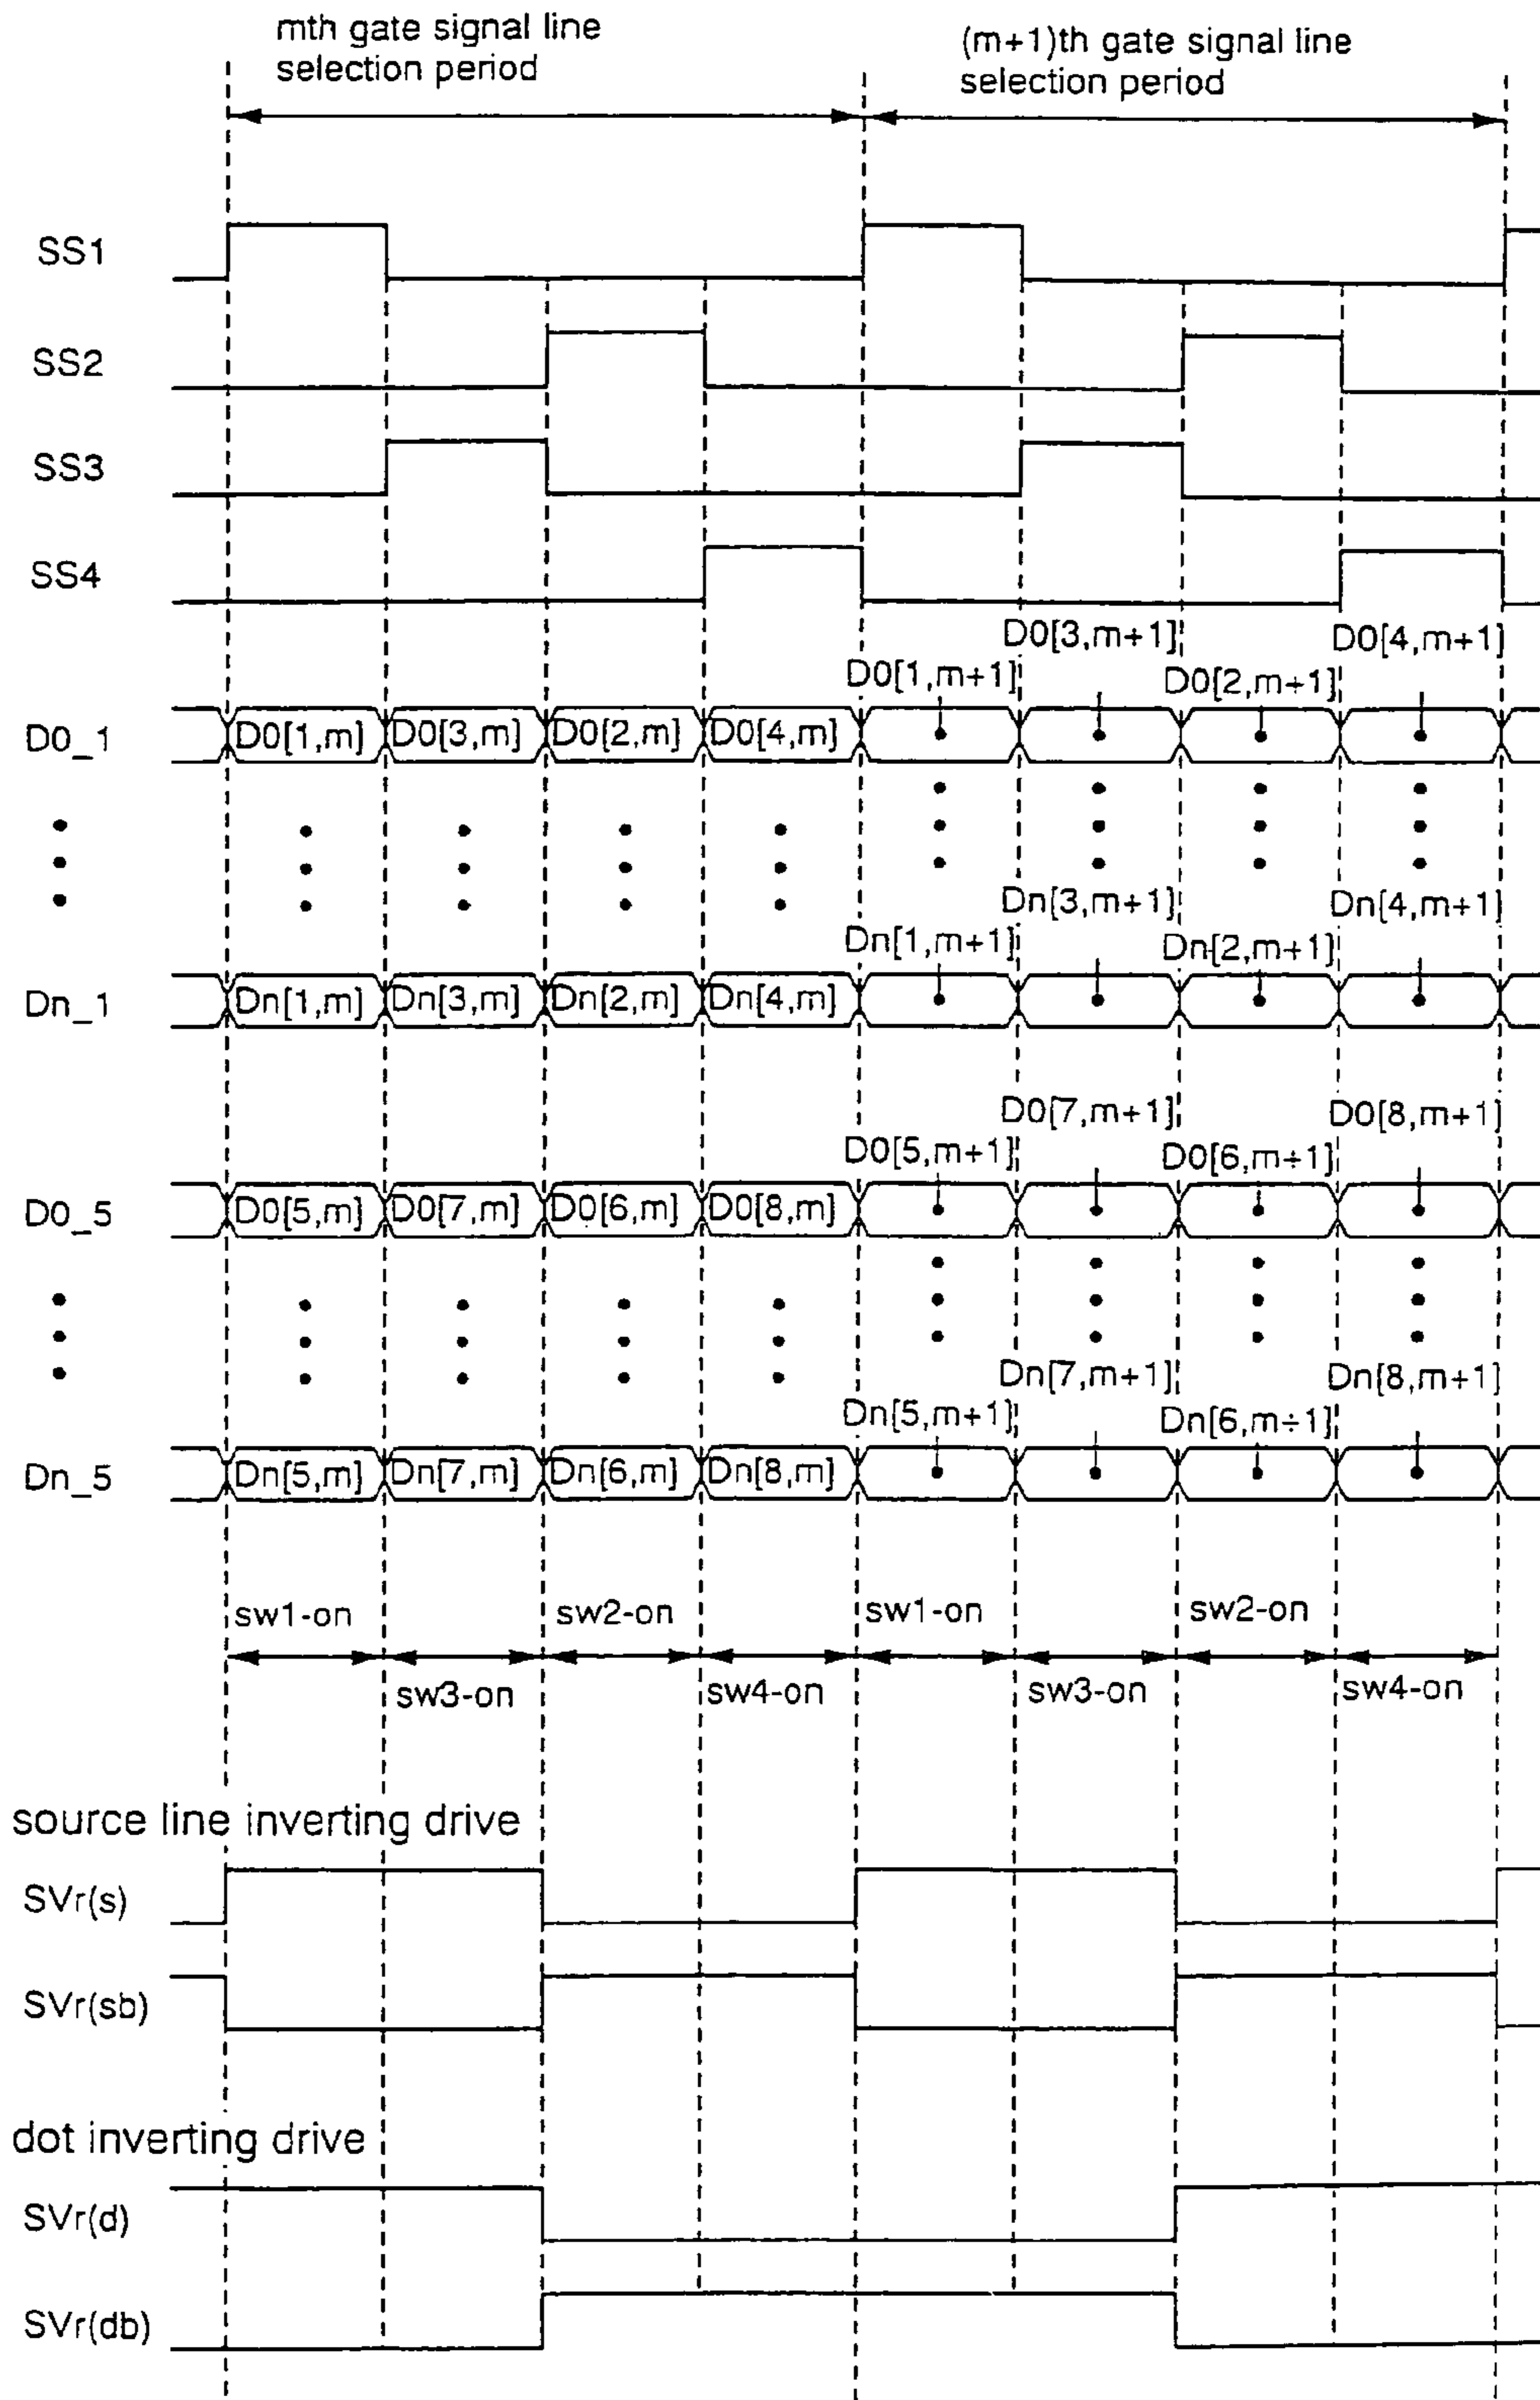 mth gate signal line
selection period
(m+1)th gate signal line
selection period
SS1
SS2
SS3
SS4
D0[3,m+1]
D0[4,m+1]
D0[1,m+1]
D0[2,m+1]
D0_1
D0[1,m]
D0[3,m]
D0[2,m]
D0[4,m]
Dn[3,m+1]
Dn[4,m+1]
Dn[1,m+1]
Dn[2,m+1]
Dn_1
Dn[1,m]
Dn[3,m]
Dn[2,m]
Dn[4,m]
D0[7,m+1]
D0[8,m+1]
D0[5,m+1]
D0[6,m+1]
D0_5
D0[5,m]
D0[7,m]
D0[6,m]
D0[8,m]
Dn[7,m+1]
Dn[8,m+1]
Dn[5,m+1]
Dn[6,m+1]
Dn_5
Dn[5,m]
Dn[7,m]
Dn[6,m]
Dn[8,m]
sw1-on
sw2-on
sw1-on
sw2-on
sw3-on
sw4-on
sw3-on
sw4-on
source line inverting drive
SVr(s)
SVr(sb)
dot inverting drive
SVr(d)
SVr(db)